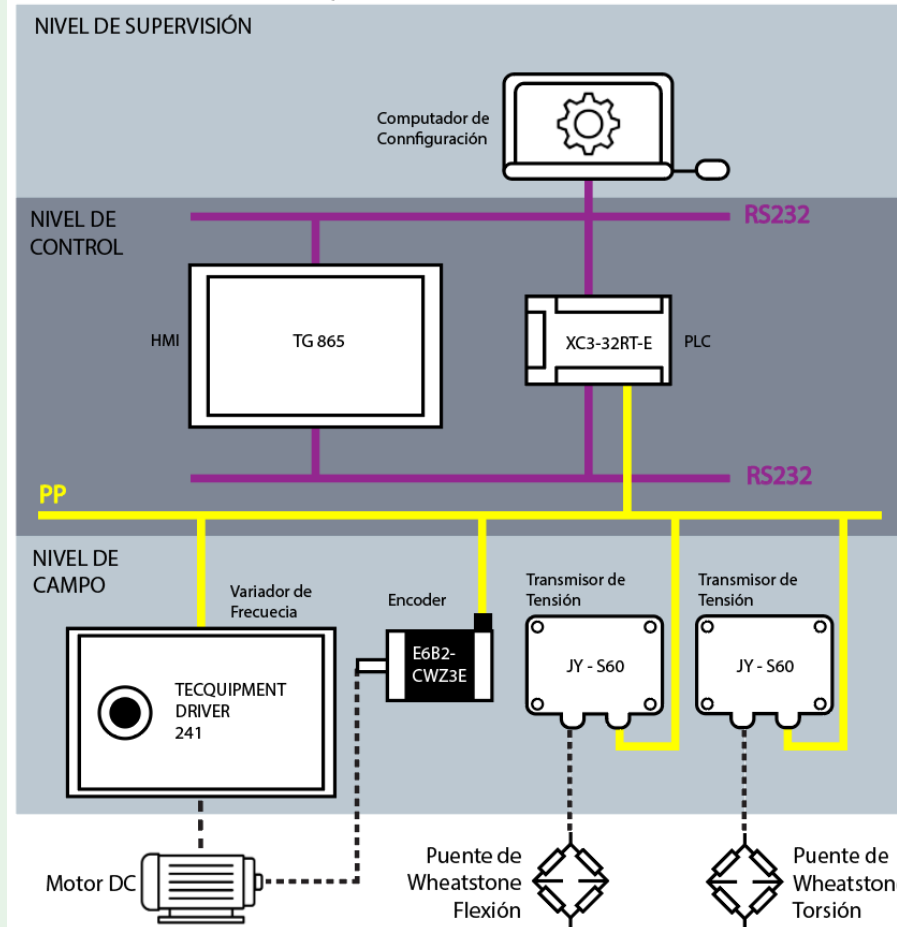 NIVEL DE SUPERVISIÓN
Computador de
Connfiguración
NIVEL DE
CONTROL
RS232
HMI
TG 865
XC3-32RT-E
PLC
RS232
PP
NIVEL DE
CAMPO
Variador de
Frecuecia
Encoder
Transmisor de
Tensión
Transmisor de
Tensión
TECQUIPMENT
DRIVER
241
E6B2-
CWZ3E
JY - S60
JY - S60
Motor DC
Puente de
Wheatstone
Flexión
Puente de
Wheatstone
Torsión